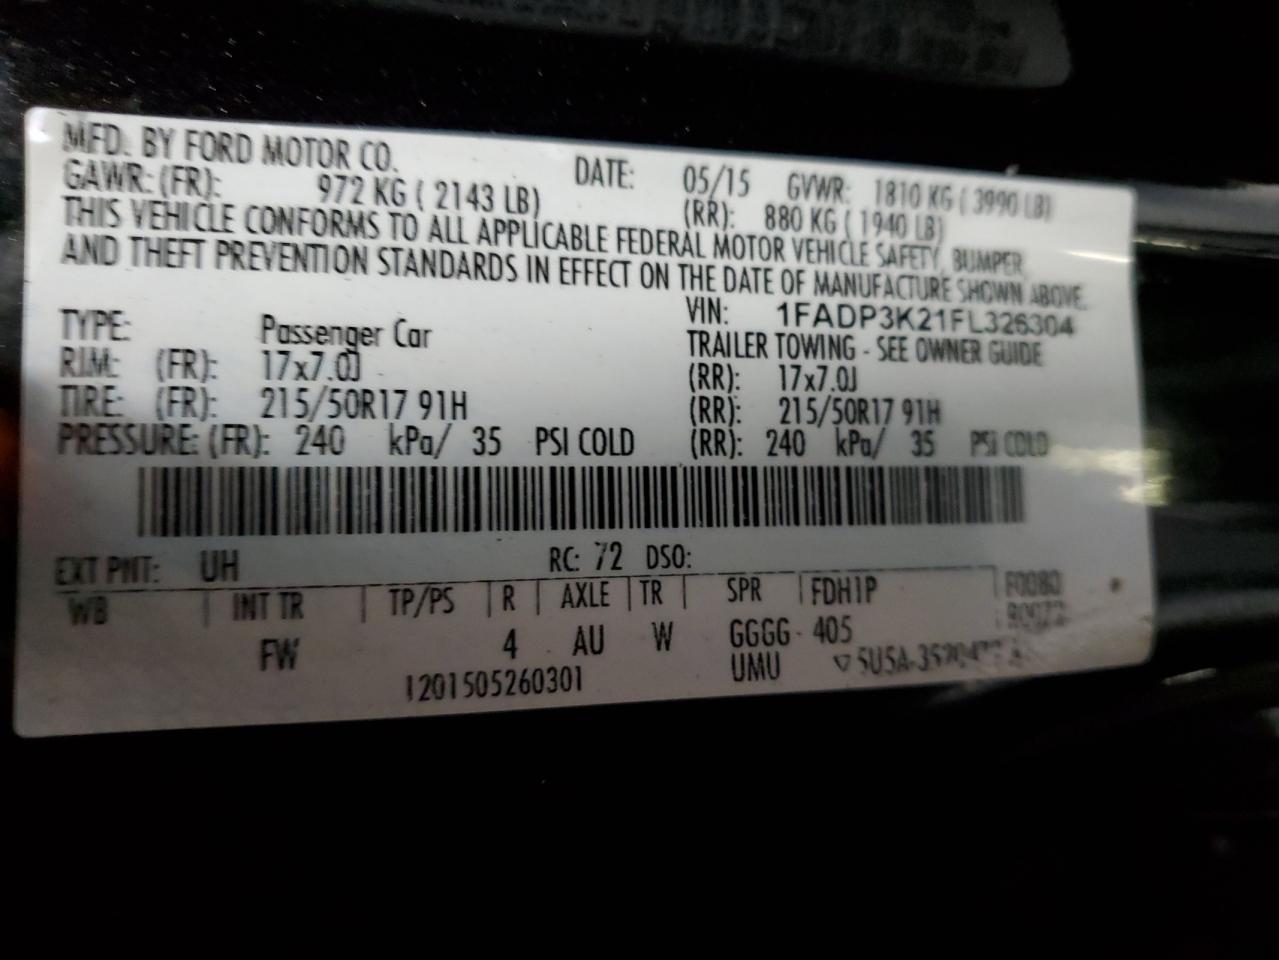 MFD. BY FORD MOTOR CO.
DATE: 05/15 GVWR: 1810 KG ( 3990 LB)
GAWR: (FR): 972 KG ( 2143 LB) (RR): 880 KG ( 1940 LB)
THIS VEHICLE CONFORMS TO ALL APPLICABLE FEDERAL MOTOR VEHICLE SAFETY, BUMPER,
AND THEFT PREVENTION STANDARDS IN EFFECT ON THE DATE OF MANUFACTURE SHOWN ABOVE.
VIN: 1FADP3K21FL326304
TYPE: Passenger Car TRAILER TOWING - SEE OWNER GUIDE
RIM: (FR): 17x7.0J (RR): 17x7.0J
TIRE: (FR): 215/50R17 91H (RR): 215/50R17 91H
PRESSURE: (FR): 240 kPa/ 35 PSI COLD (RR): 240 kPa/ 35 PSI COLD
EXT PNT: UH RC: 72 DSO:
WB | INT TR | TP/PS | R | AXLE | TR | SPR | FDH1P F0080
FW 4 AU W GGGG 405
1201505260301 UMU